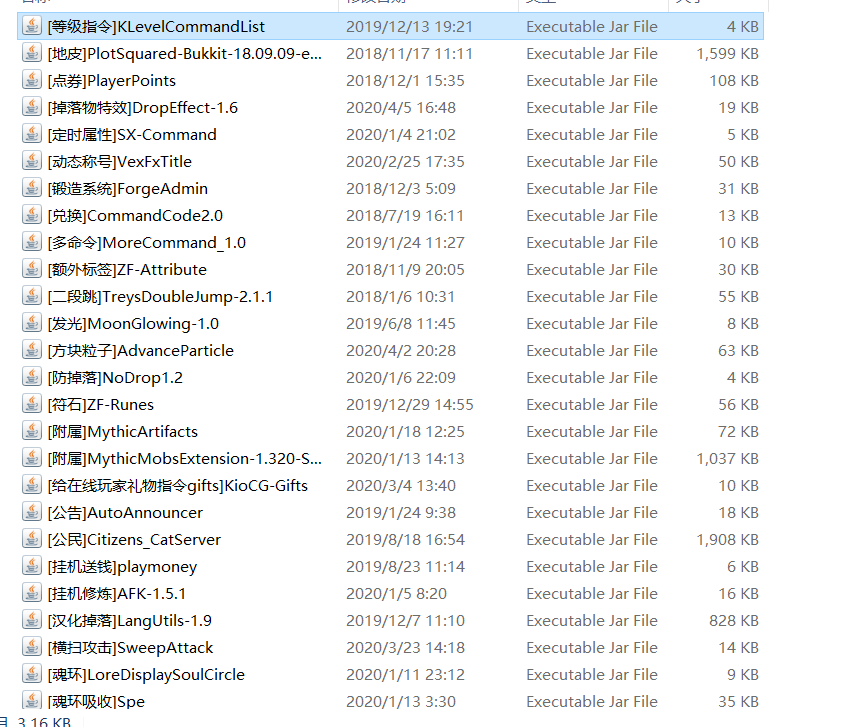 [等级指令]KLevelCommandList 2019/12/13 19:21 Executable Jar File 4 KB
[地皮]PlotSquared-Bukkit-18.09.09-e... 2018/11/17 11:11 Executable Jar File 1,599 KB
[点券]PlayerPoints 2018/12/1 15:35 Executable Jar File 108 KB
[掉落物特效]DropEffect-1.6 2020/4/5 16:48 Executable Jar File 19 KB
[定时属性]SX-Command 2020/1/4 21:02 Executable Jar File 5 KB
[动态称号]VexFxTitle 2020/2/25 17:35 Executable Jar File 50 KB
[锻造系统]ForgeAdmin 2018/12/3 5:09 Executable Jar File 31 KB
[兑换]CommandCode2.0 2018/7/19 16:11 Executable Jar File 13 KB
[多命令]MoreCommand_1.0 2019/1/24 11:27 Executable Jar File 10 KB
[额外标签]ZF-Attribute 2018/11/9 20:05 Executable Jar File 30 KB
[二段跳]TreysDoubleJump-2.1.1 2018/1/6 10:31 Executable Jar File 55 KB
[发光]MoonGlowing-1.0 2019/6/8 11:45 Executable Jar File 8 KB
[方块粒子]AdvanceParticle 2020/4/2 20:28 Executable Jar File 63 KB
[防掉落]NoDrop1.2 2020/1/6 22:09 Executable Jar File 4 KB
[符石]ZF-Runes 2019/12/29 14:55 Executable Jar File 56 KB
[附属]MythicArtifacts 2020/1/18 12:25 Executable Jar File 72 KB
[附属]MythicMobsExtension-1.320-S... 2020/1/13 14:13 Executable Jar File 1,037 KB
[给在线玩家礼物指令gifts]KioCG-Gifts 2020/3/4 13:40 Executable Jar File 10 KB
[公告]AutoAnnouncer 2019/1/24 9:38 Executable Jar File 18 KB
[公民]Citizens_CatServer 2019/8/18 16:54 Executable Jar File 1,908 KB
[挂机送钱]playmoney 2019/8/23 11:14 Executable Jar File 6 KB
[挂机修炼]AFK-1.5.1 2020/1/5 8:20 Executable Jar File 16 KB
[汉化掉落]LangUtils-1.9 2019/12/7 11:10 Executable Jar File 828 KB
[横扫攻击]SweepAttack 2020/3/23 14:18 Executable Jar File 14 KB
[魂环]LoreDisplaySoulCircle 2020/1/11 23:12 Executable Jar File 9 KB
[魂环吸收]Spe 2020/1/13 3:30 Executable Jar File 35 KB
3.16 KB